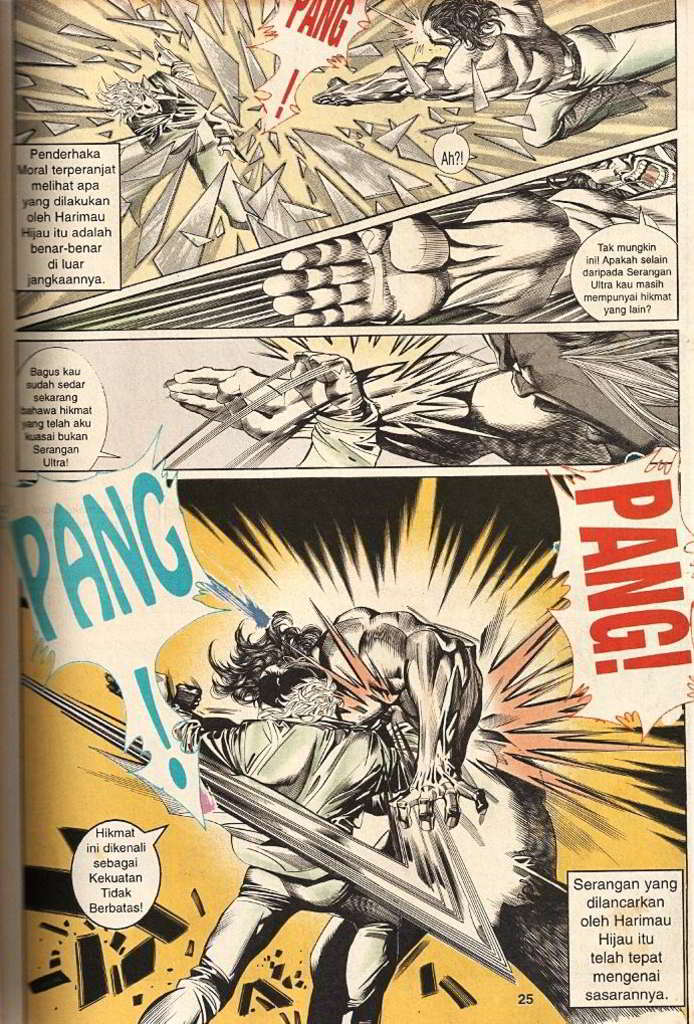 PANG
!
Penderhaka
Moral terperanjat
melihat apa
yang dilakukan
oleh Harimau
Hijau itu adalah
benar-benar
di luar
jangkaannya.
Ah?!
Tak mungkin
ini! Apakah selain
daripada Serangan
Ultra kau masih
mempunyai hikmat
yang lain?
Bagus kau
sudah sedar
sekarang
bahawa hikmat
yang telah aku
kuasai bukan
Serangan
Ultra!
PANG
!
PANG!
Hikmat
ini dikenali
sebagai
Kekuatan
Tidak
Berbatas!
Serangan yang
dilancarkan
oleh Harimau
Hijau itu
telah tepat
mengenai
sasarannya.
25